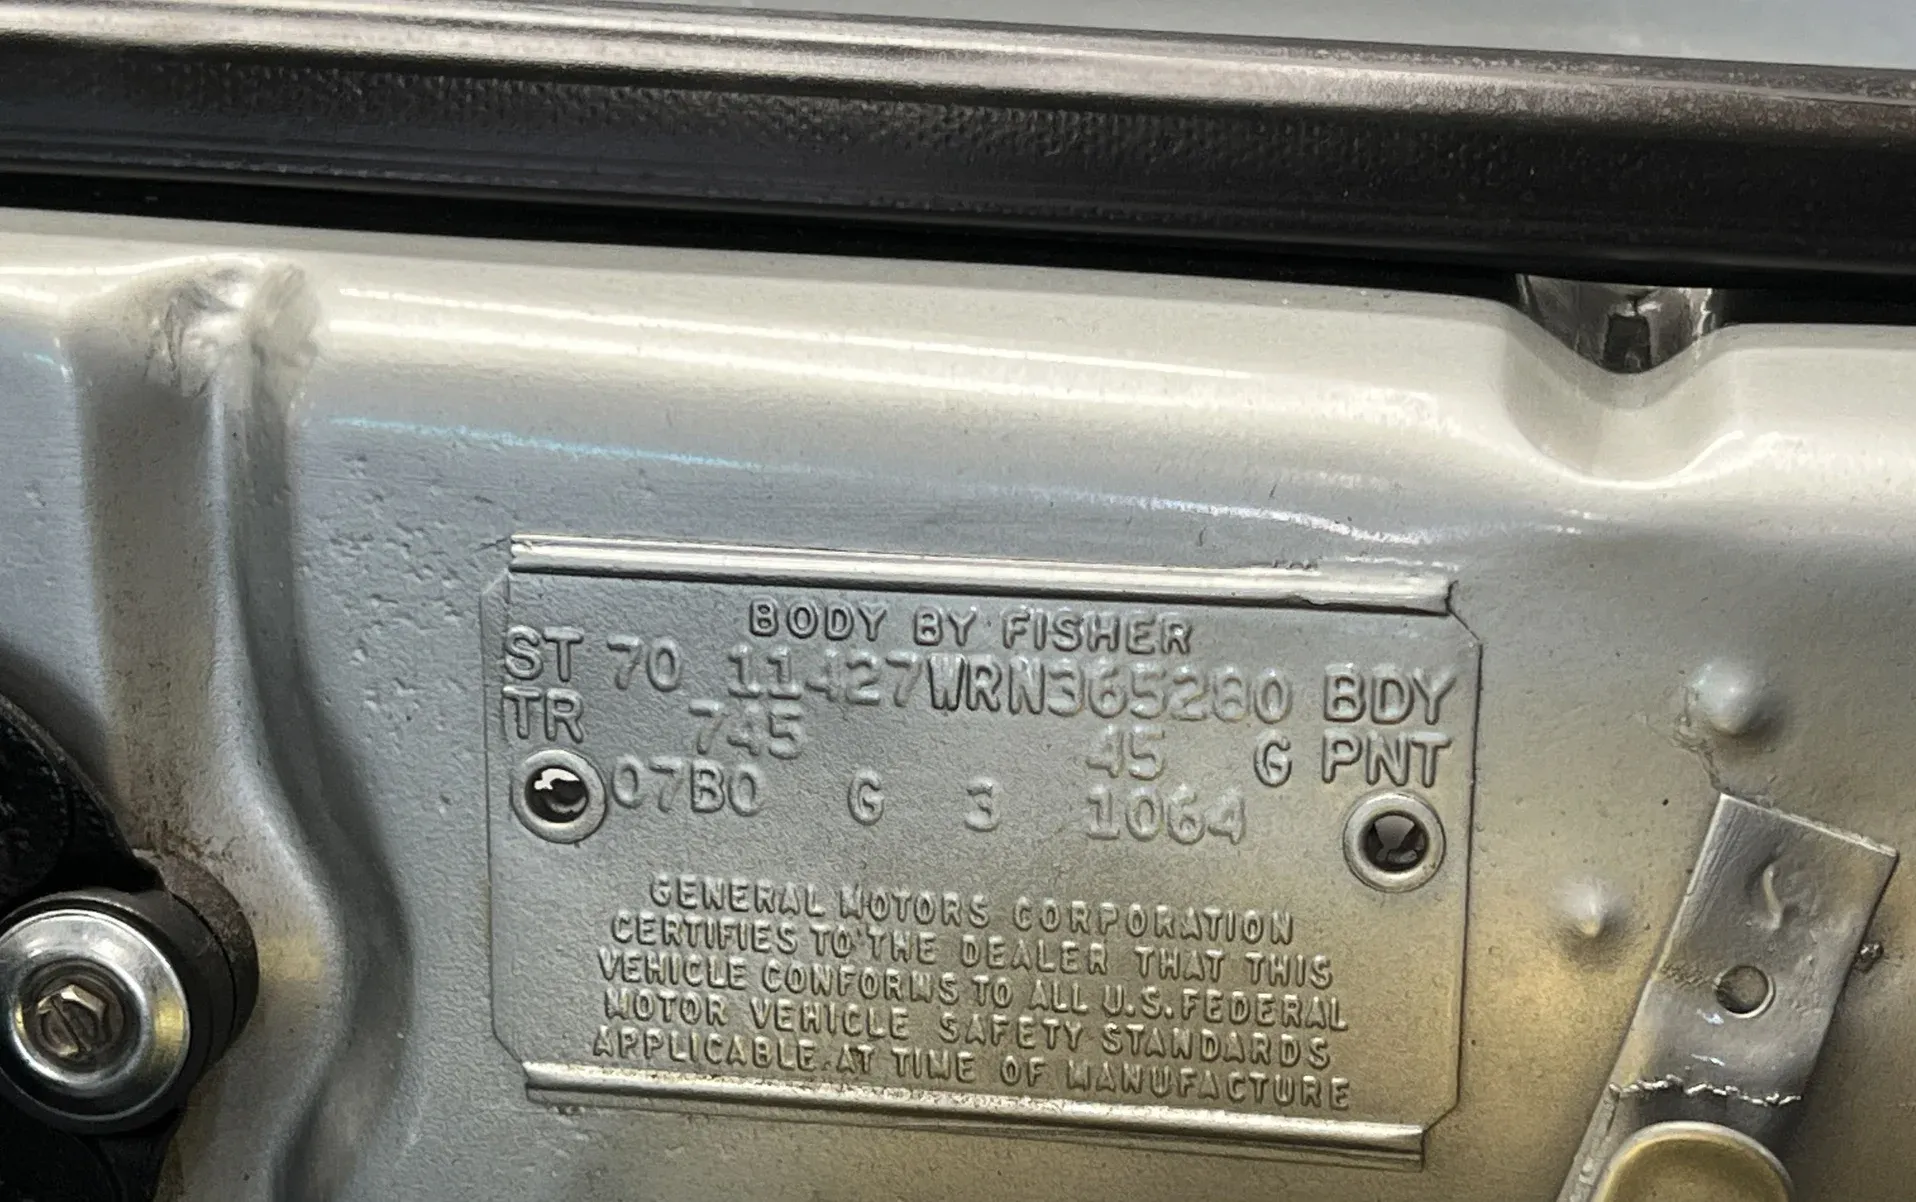 BODY BY FISHER
ST 70 11427WRN365280 BDY
TR 745 45 G PNT
07B0 G 3 1064
GENERAL MOTORS CORPORATION
CERTIFIES TO THE DEALER THAT THIS
VEHICLE CONFORMS TO ALL U.S. FEDERAL
MOTOR VEHICLE SAFETY STANDARDS
APPLICABLE AT TIME OF MANUFACTURE